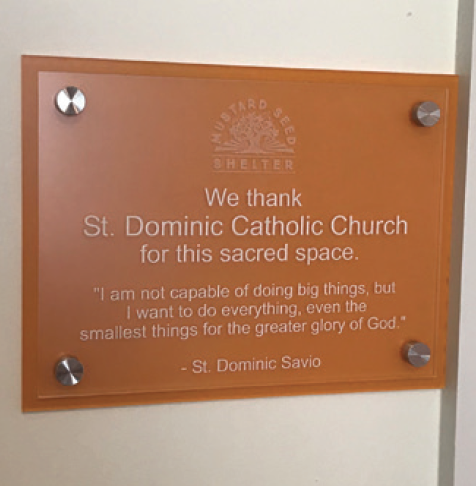 MUSTARD SEED
SHELTER
We thank
St. Dominic Catholic Church
for this sacred space.
"I am not capable of doing big things, but
I want to do everything, even the
smallest things for the greater glory of God."
- St. Dominic Savio